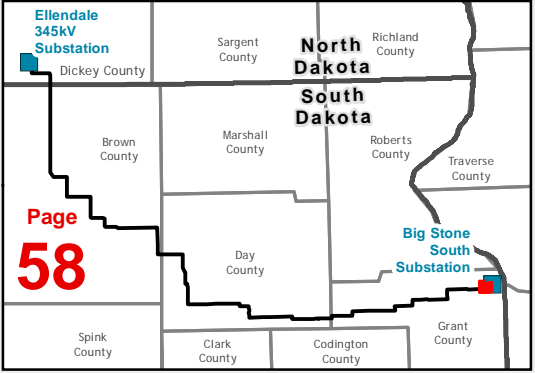 Ellendale
345kV
Substation
Dickey County
Sargent
County
North
Dakota
Richland
County
South
Dakota
Brown
County
Marshall
County
Roberts
County
Traverse
County
Page
58
Big Stone
South
Substation
Day
County
Spink
County
Clark
County
Codington
County
Grant
County